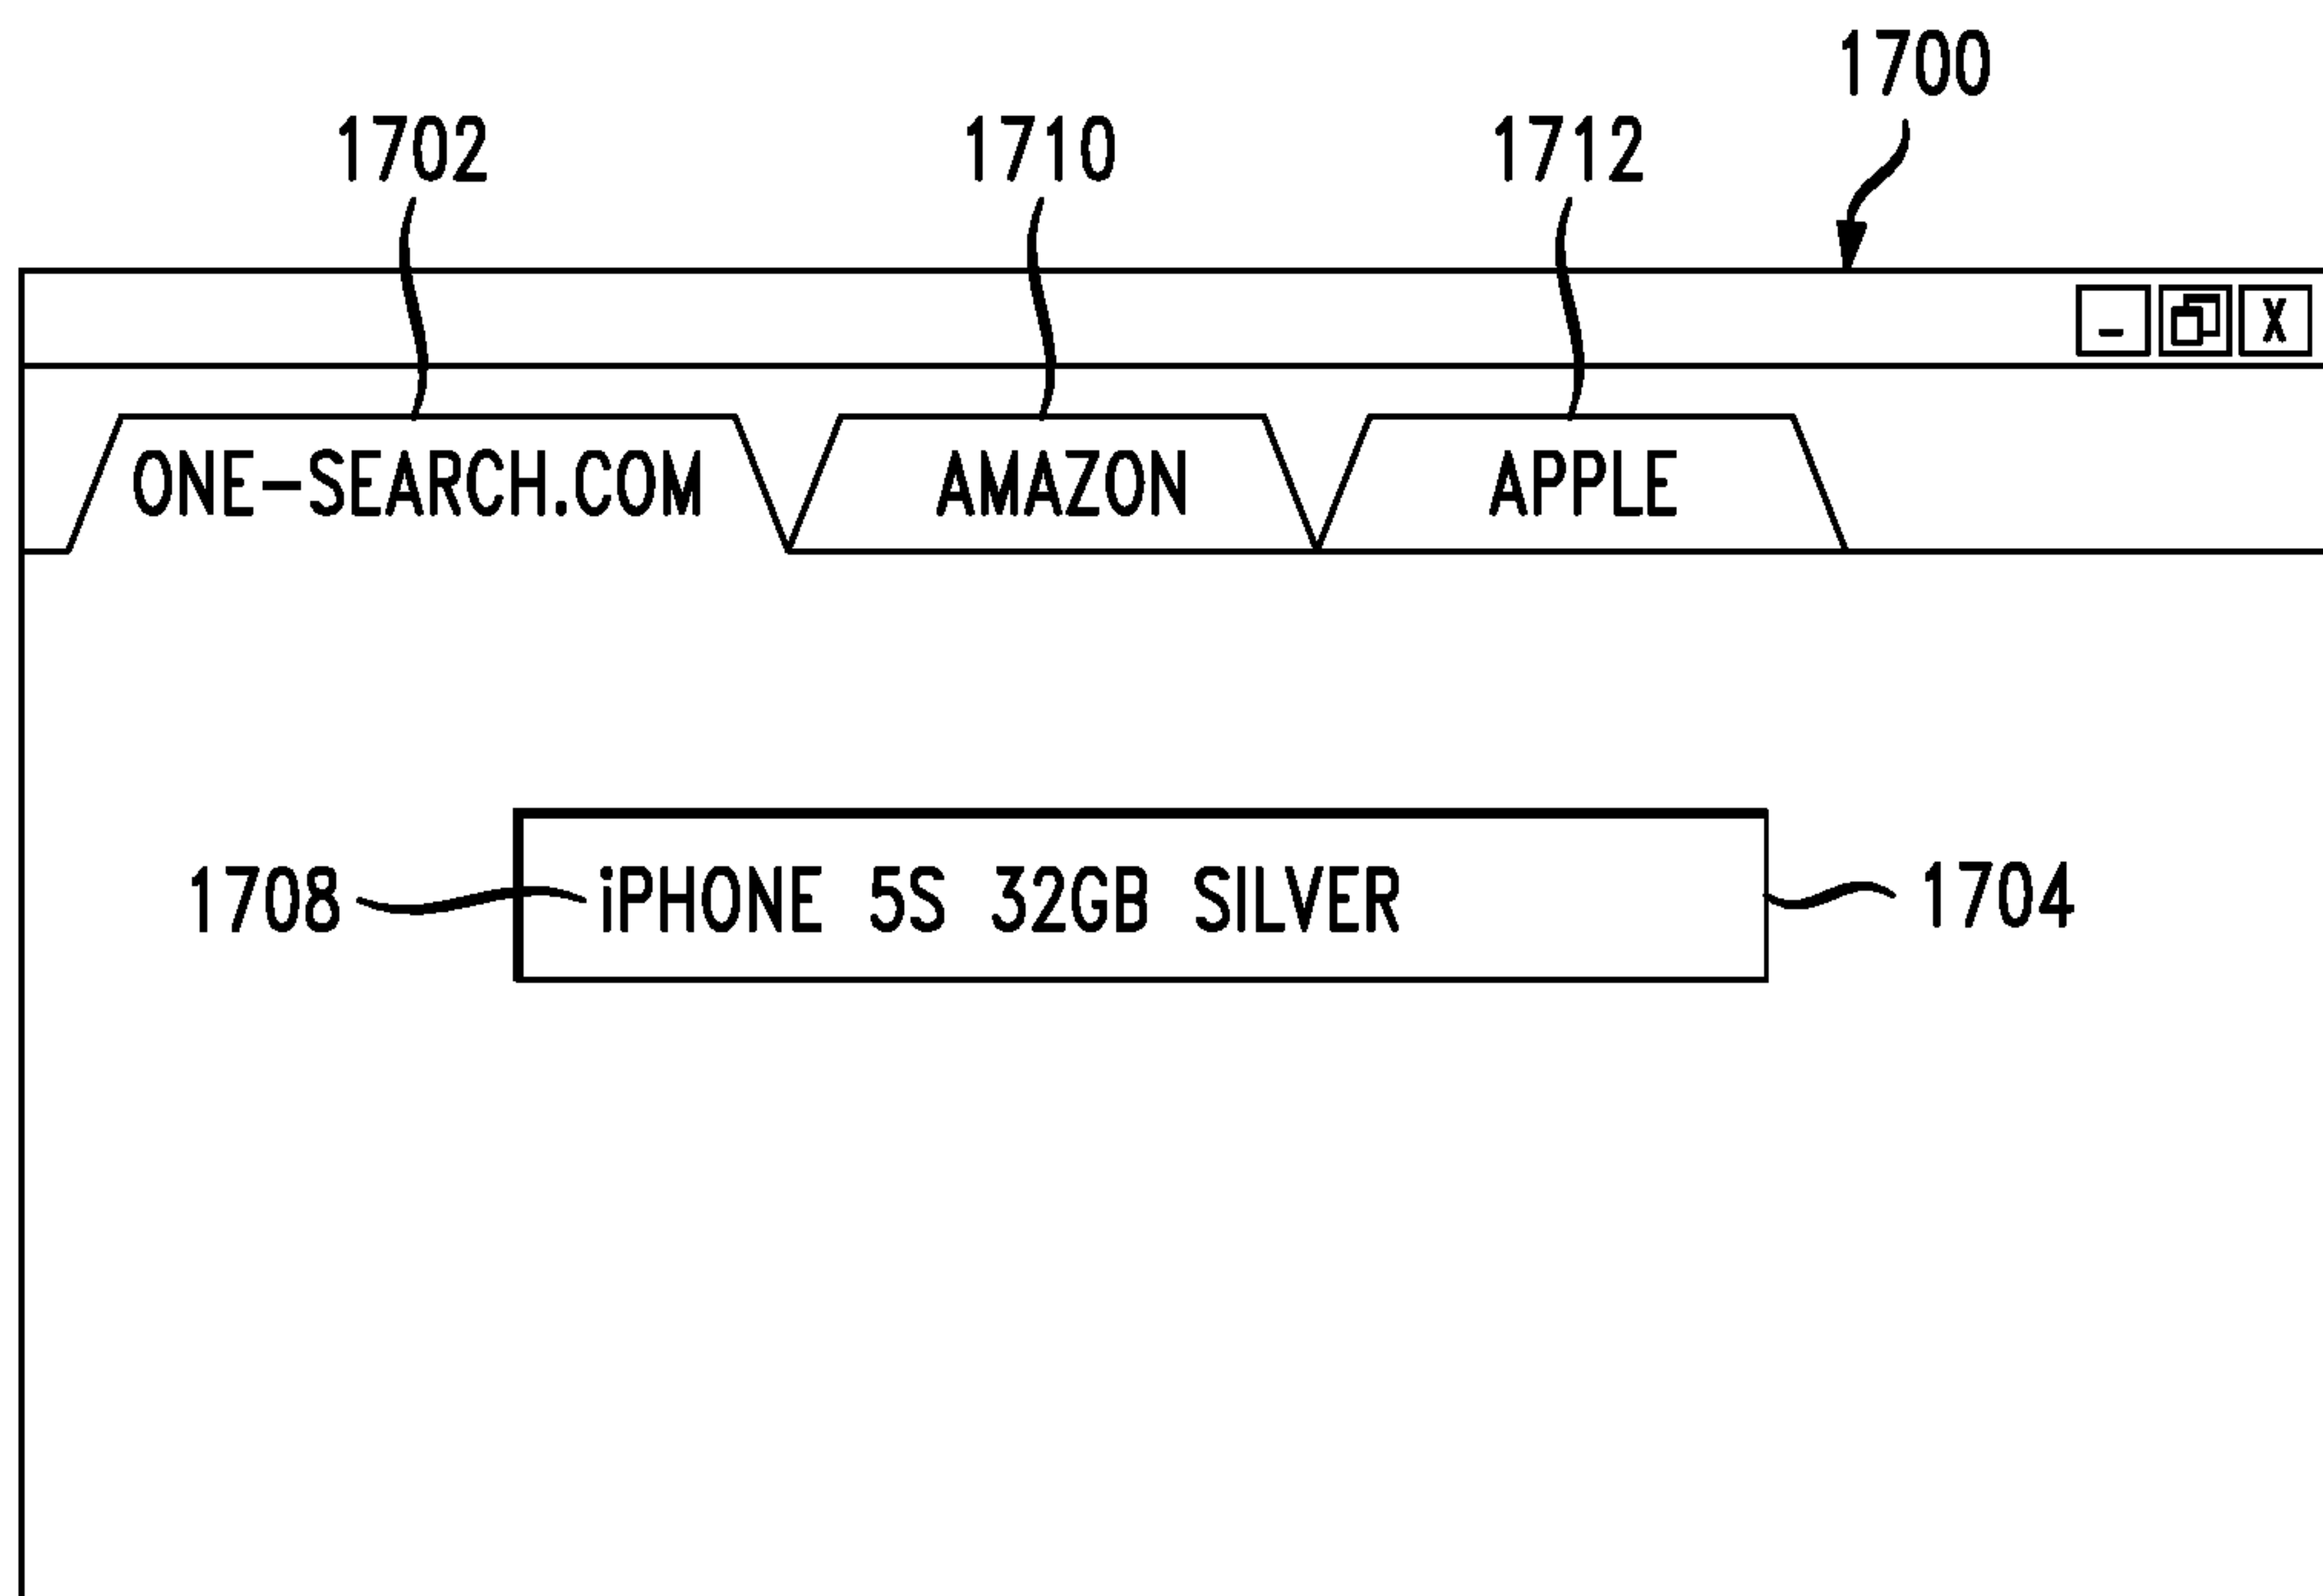 1700
1702 1710 1712
- X
ONE-SEARCH.COM AMAZON APPLE
1708 iPHONE 5S 32GB SILVER 1704